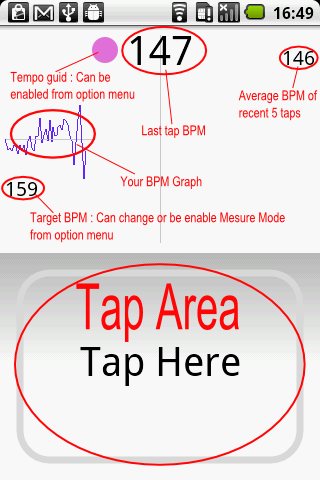 16:49
147
146
Tempo guid : Can be
enabled from option menu
Average BPM of
recent 5 taps
Last tap BPM
Your BPM Graph
159
Target BPM : Can change or be enable Mesure Mode
from option menu
Tap Area
Tap Here